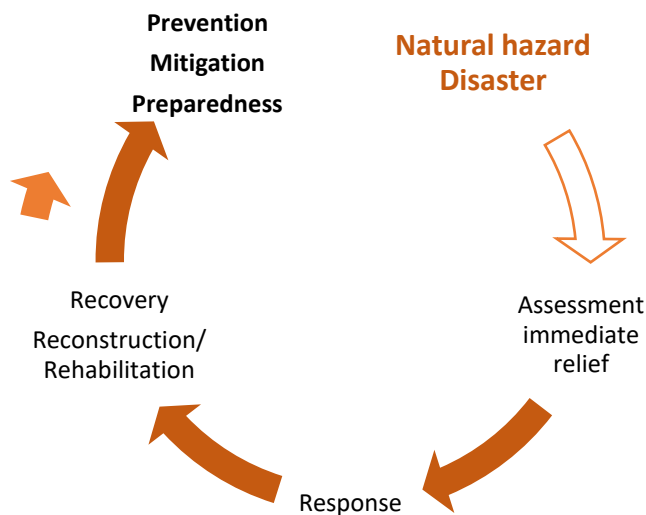 Prevention
Mitigation
Preparedness
Natural hazard
Disaster
Assessment
immediate
relief
Response
Recovery
Reconstruction/
Rehabilitation